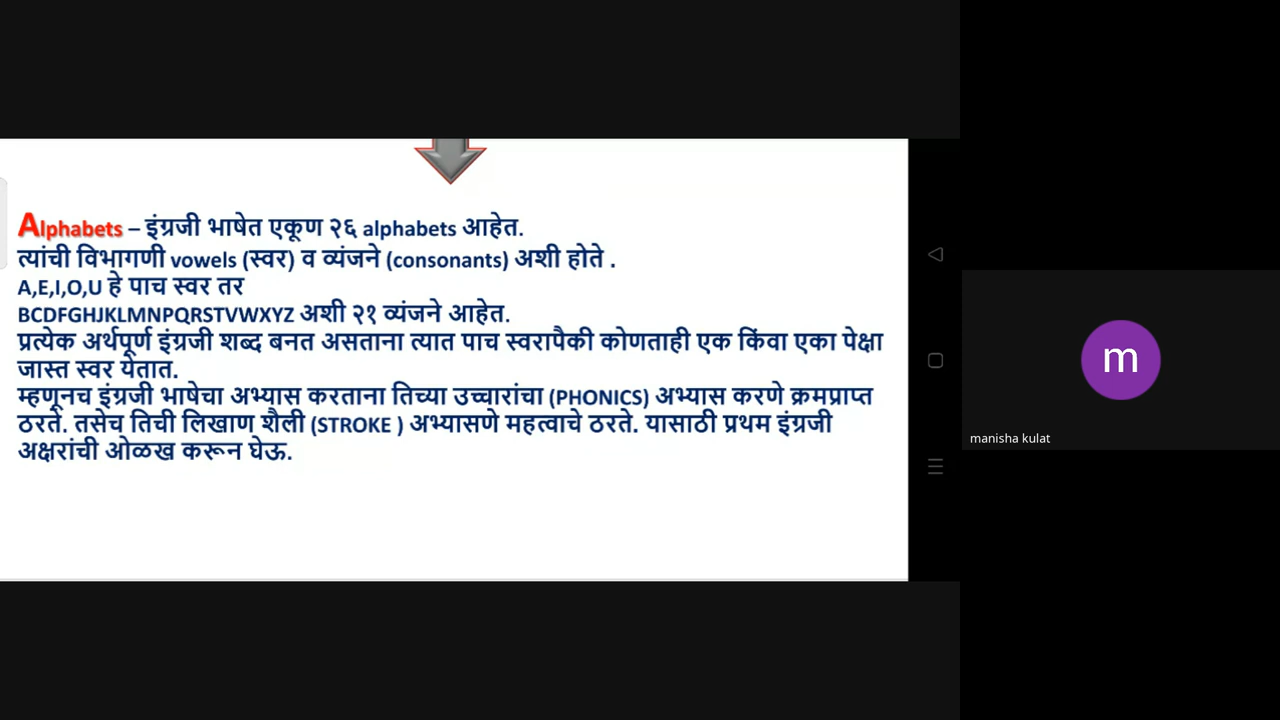 Alphabets – इंग्रजी भाषेत एकूण २६ alphabets आहेत.
त्यांची विभागणी vowels (स्वर) व व्यंजने (consonants) अशी होते .
A,E,I,O,U हे पाच स्वर तर
BCDFGHJKLMNPQRSTVWXYZ अशी २१ व्यंजने आहेत.
प्रत्येक अर्थपूर्ण इंग्रजी शब्द बनत असताना त्यात पाच स्वरापैकी कोणताही एक किंवा एका पेक्षा
जास्त स्वर येतात.
म्हणूनच इंग्रजी भाषेचा अभ्यास करताना तिच्या उच्चारांचा (PHONICS) अभ्यास करणे क्रमप्राप्त
ठरते. तसेच तिची लिखाण शैली (STROKE ) अभ्यासणे महत्वाचे ठरते. यासाठी प्रथम इंग्रजी
अक्षरांची ओळख करून घेऊ.
m
manisha kulat